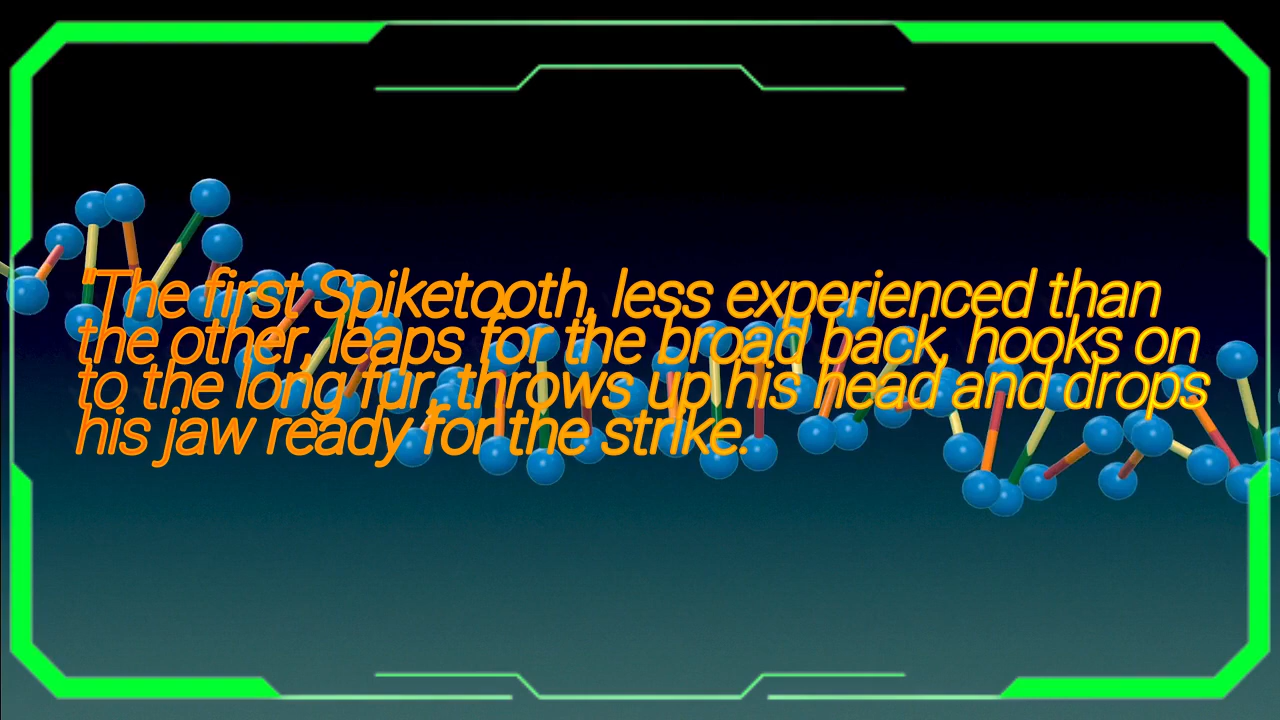 "The first Spiketooth, less experienced than
the other, leaps for the broad back, hooks on
to the long fur, throws up his head and drops
his jaw ready for the strike.